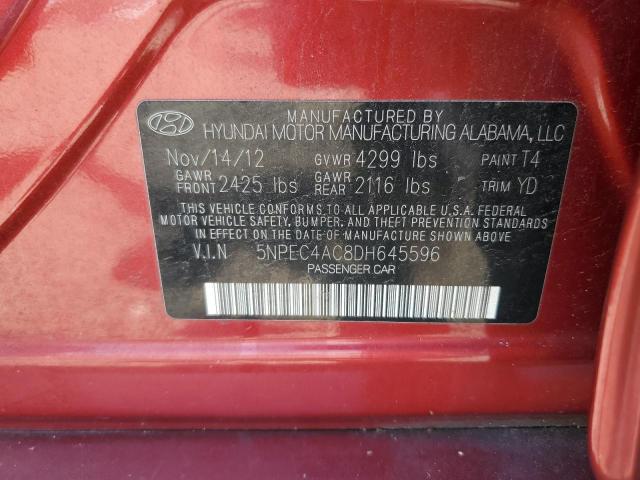 MANUFACTURED BY
HYUNDAI MOTOR MANUFACTURING ALABAMA, LLC
Nov/14/12 GVWR 4299 lbs PAINT T4
GAWR FRONT 2425 lbs GAWR REAR 2116 lbs TRIM YD
THIS VEHICLE CONFORMS TO ALL APPLICABLE U.S.A. FEDERAL
MOTOR VEHICLE SAFETY, BUMPER, AND THEFT PREVENTION STANDARDS
IN EFFECT ON THE DATE OF MANUFACTURE SHOWN ABOVE.
V.I.N 5NPEC4AC8DH645596
PASSENGER CAR